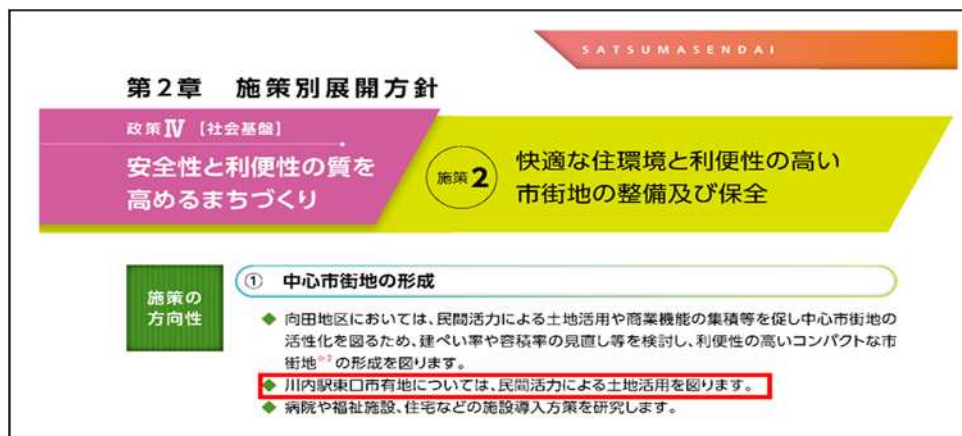 SATSUMASENDAI
第2章 施策別展開方針
政策Ⅳ【社会基盤】
安全性と利便性の質を
高めるまちづくり
施策2
快適な住環境と利便性の高い
市街地の整備及び保全
施策の
方向性
① 中心市街地の形成
◆ 向田地区においては、民間活力による土地活用や商業機能の集積等を促し中心市街地の
活性化を図るため、建ぺい率や容積率の見直し等を検討し、利便性の高いコンパクトな市
街地※2の形成を図ります。
◆ 川内駅東口市有地については、民間活力による土地活用を図ります。
◆ 病院や福祉施設、住宅などの施設導入方策を研究します。